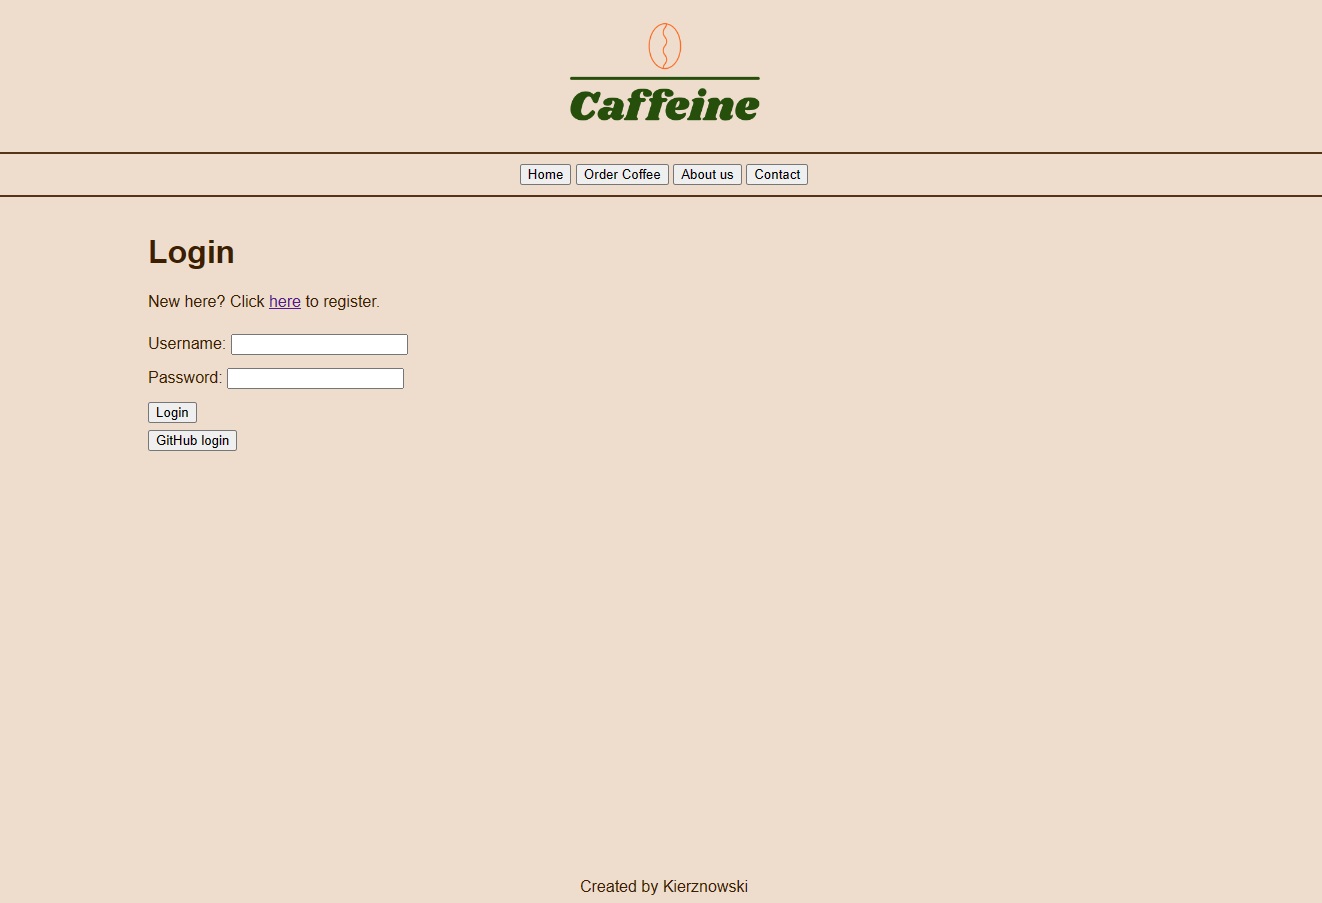 Caffeine
Home Order Coffee About us Contact
Login
New here? Click here to register.
Username:
Password:
Login
GitHub login
Created by Kierznowski